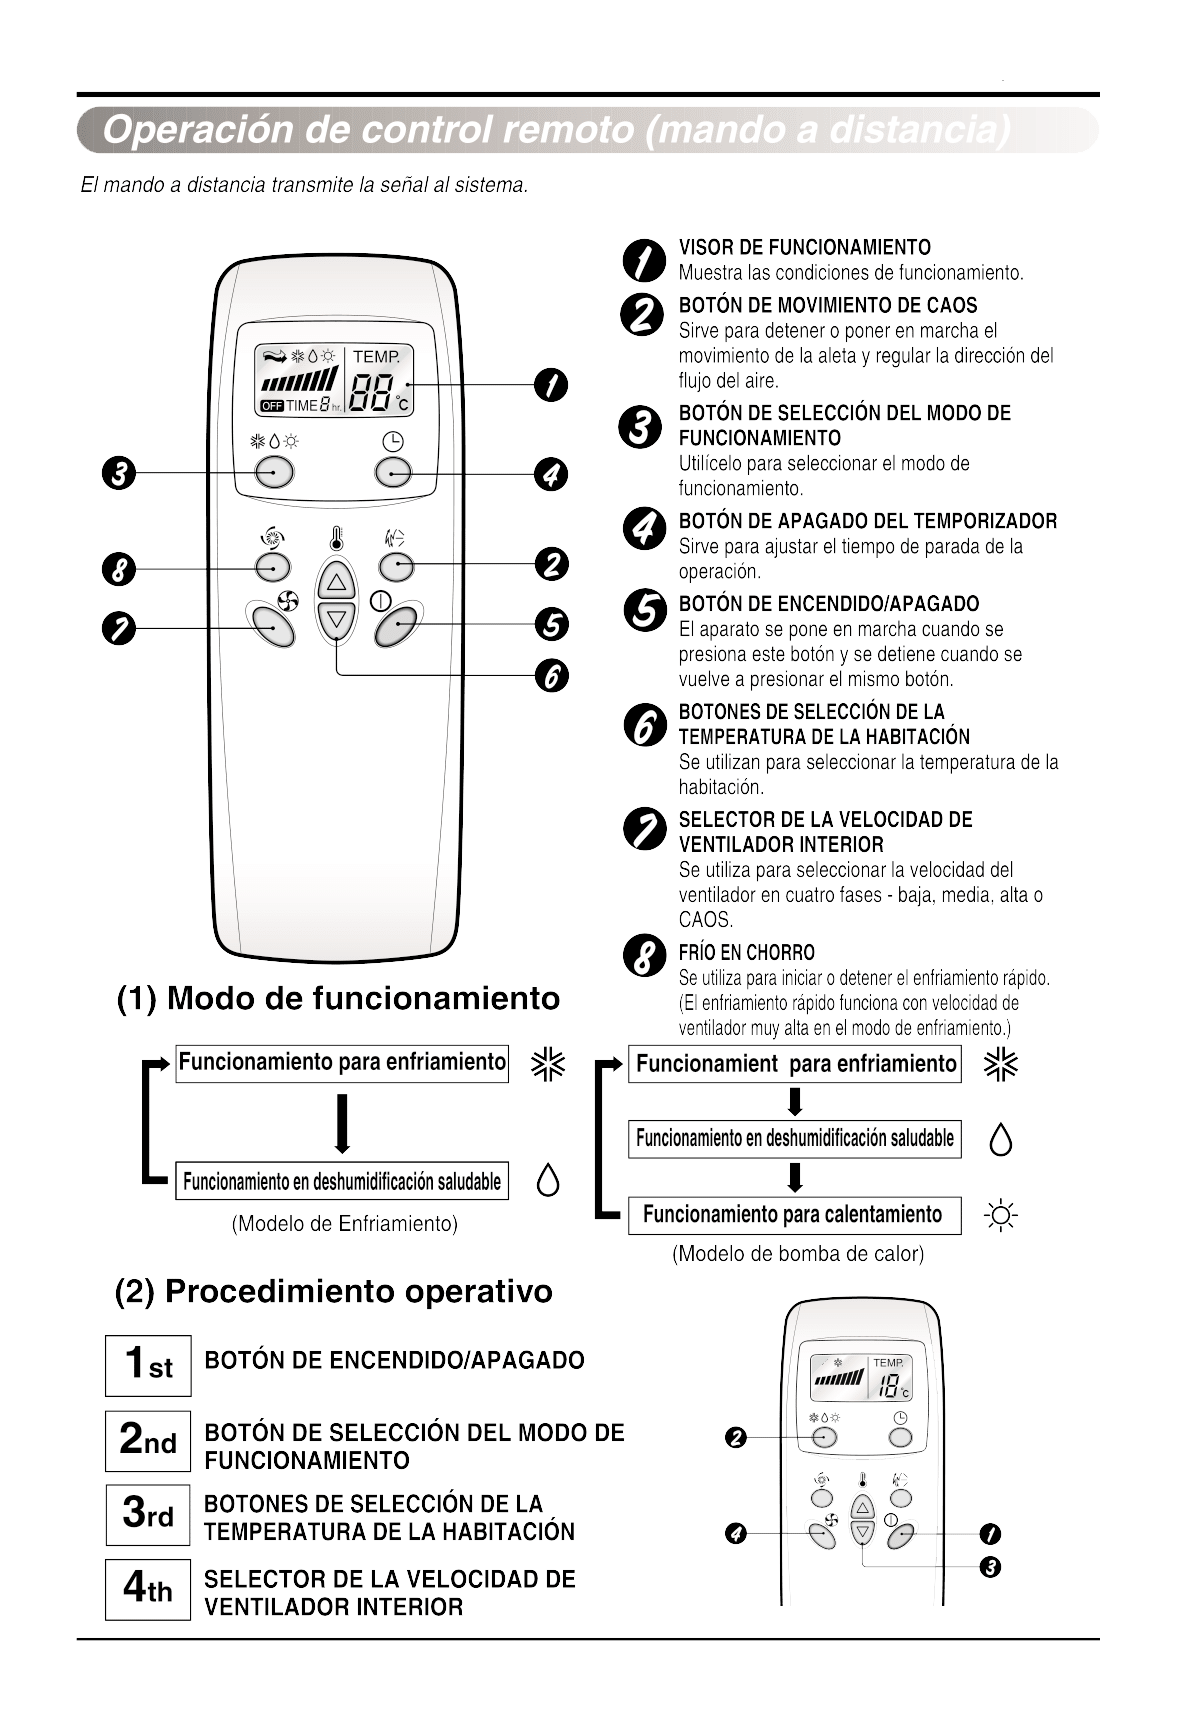 Operación de control remoto (mando a distancia)
El mando a distancia transmite la señal al sistema.
TEMP.
88 °C
OFF TIME 8 hr.
1
2
3
4
5
6
7
8
1 VISOR DE FUNCIONAMIENTO
Muestra las condiciones de funcionamiento.
2 BOTÓN DE MOVIMIENTO DE CAOS
Sirve para detener o poner en marcha el
movimiento de la aleta y regular la dirección del
flujo del aire.
3 BOTÓN DE SELECCIÓN DEL MODO DE
FUNCIONAMIENTO
Utilícelo para seleccionar el modo de
funcionamiento.
4 BOTÓN DE APAGADO DEL TEMPORIZADOR
Sirve para ajustar el tiempo de parada de la
operación.
5 BOTÓN DE ENCENDIDO/APAGADO
El aparato se pone en marcha cuando se
presiona este botón y se detiene cuando se
vuelve a presionar el mismo botón.
6 BOTONES DE SELECCIÓN DE LA
TEMPERATURA DE LA HABITACIÓN
Se utilizan para seleccionar la temperatura de la
habitación.
7 SELECTOR DE LA VELOCIDAD DE
VENTILADOR INTERIOR
Se utiliza para seleccionar la velocidad del
ventilador en cuatro fases - baja, media, alta o
CAOS.
8 FRÍO EN CHORRO
Se utiliza para iniciar o detener el enfriamiento rápido.
(El enfriamiento rápido funciona con velocidad de
ventilador muy alta en el modo de enfriamiento.)
(1) Modo de funcionamiento
Funcionamiento para enfriamiento
Funcionamiento en deshumidificación saludable
(Modelo de Enfriamiento)
Funcionamient para enfriamiento
Funcionamiento en deshumidificación saludable
Funcionamiento para calentamiento
(Modelo de bomba de calor)
(2) Procedimiento operativo
1st BOTÓN DE ENCENDIDO/APAGADO
2nd BOTÓN DE SELECCIÓN DEL MODO DE
FUNCIONAMIENTO
3rd BOTONES DE SELECCIÓN DE LA
TEMPERATURA DE LA HABITACIÓN
4th SELECTOR DE LA VELOCIDAD DE
VENTILADOR INTERIOR
TEMP.
18 °C
2
4
1
3